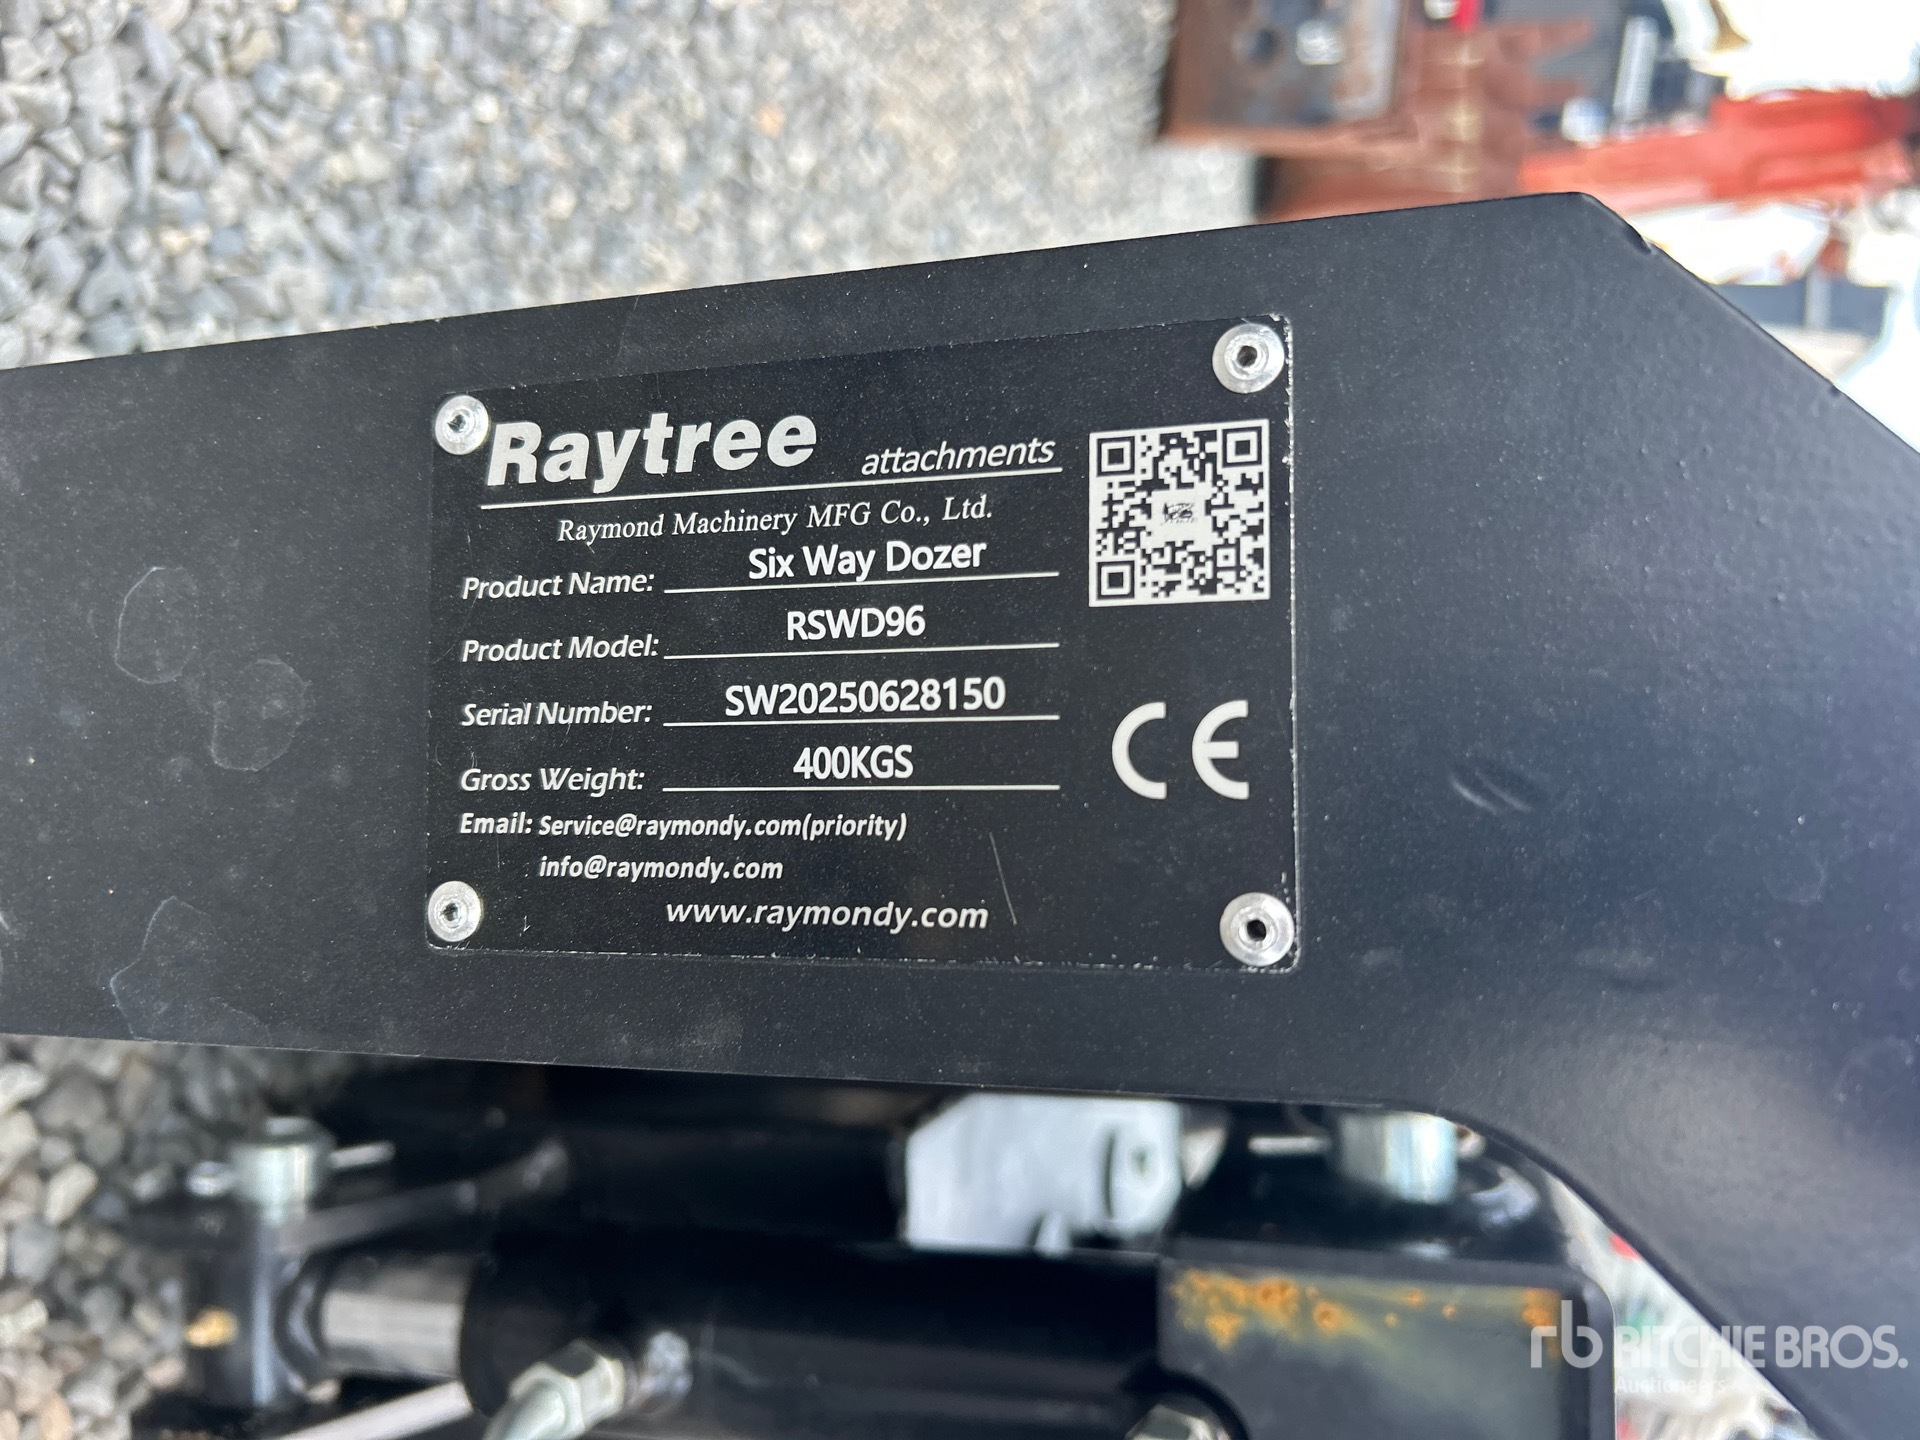 Raytree attachments
Raymond Machinery MFG Co., Ltd.
Product Name: Six Way Dozer
Product Model: RSWD96
Serial Number: SW20250628150
Gross Weight: 400KGS
CE
Email: Service@raymondy.com(priority)
info@raymondy.com
www.raymondy.com
rb RITCHIE BROS.
Auctioneers